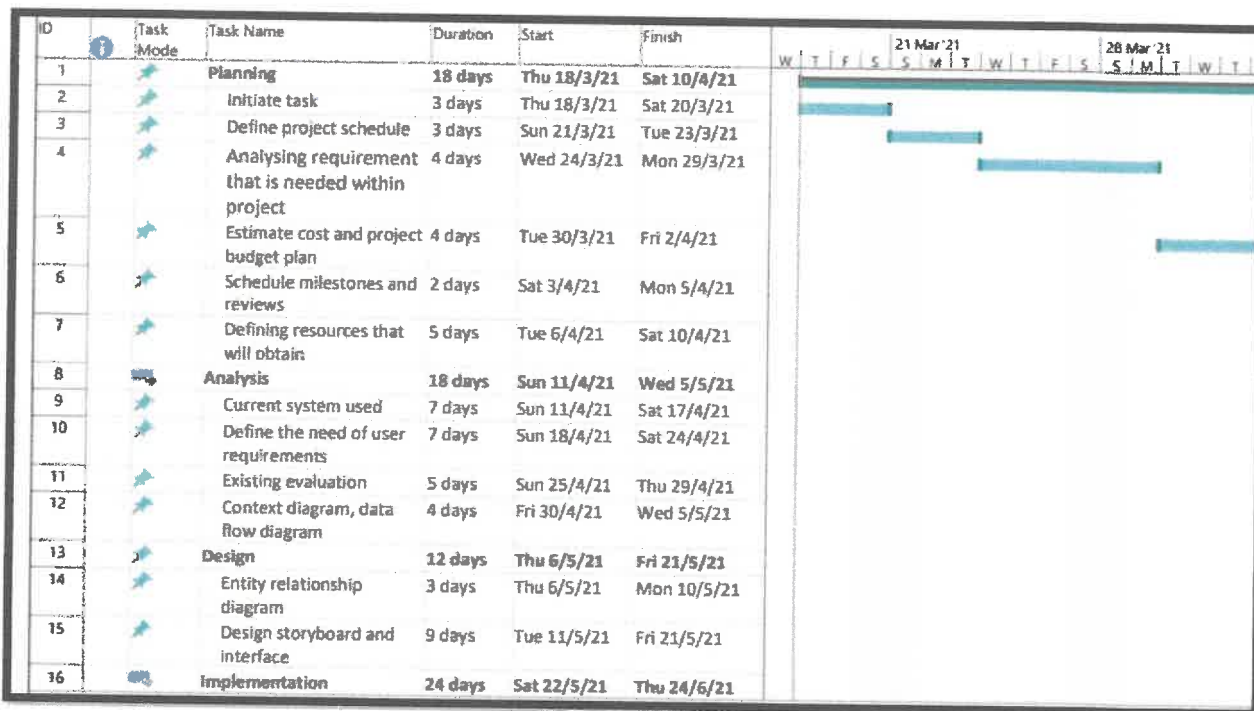 ID Task Mode Task Name Duration Start Finish
21 Mar '21 28 Mar '21
W T F S S M T W T F S S M T W T
1 Planning 18 days Thu 18/3/21 Sat 10/4/21
2 Initiate task 3 days Thu 18/3/21 Sat 20/3/21
3 Define project schedule 3 days Sun 21/3/21 Tue 23/3/21
4 Analysing requirement 4 days Wed 24/3/21 Mon 29/3/21
that is needed within
project
5 Estimate cost and project 4 days Tue 30/3/21 Fri 2/4/21
budget plan
6 Schedule milestones and 2 days Sat 3/4/21 Mon 5/4/21
reviews
7 Defining resources that 5 days Tue 6/4/21 Sat 10/4/21
will obtain
8 Analysis 18 days Sun 11/4/21 Wed 5/5/21
9 Current system used 7 days Sun 11/4/21 Sat 17/4/21
10 Define the need of user 7 days Sun 18/4/21 Sat 24/4/21
requirements
11 Existing evaluation 5 days Sun 25/4/21 Thu 29/4/21
12 Context diagram, data 4 days Fri 30/4/21 Wed 5/5/21
flow diagram
13 Design 12 days Thu 6/5/21 Fri 21/5/21
14 Entity relationship 3 days Thu 6/5/21 Mon 10/5/21
diagram
15 Design storyboard and 9 days Tue 11/5/21 Fri 21/5/21
interface
16 Implementation 24 days Sat 22/5/21 Thu 24/6/21